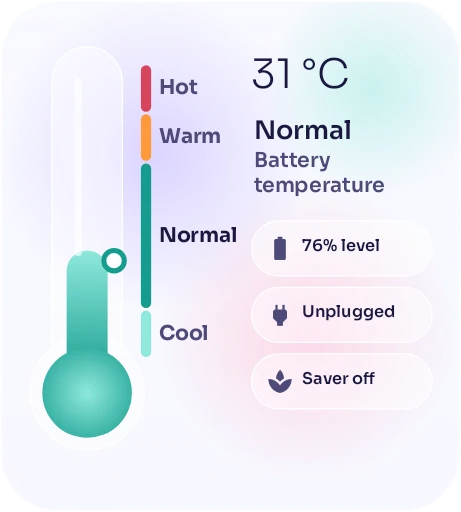 Hot
Warm
Normal
Cool
31 °C
Normal
Battery
temperature
76% level
Unplugged
Saver off